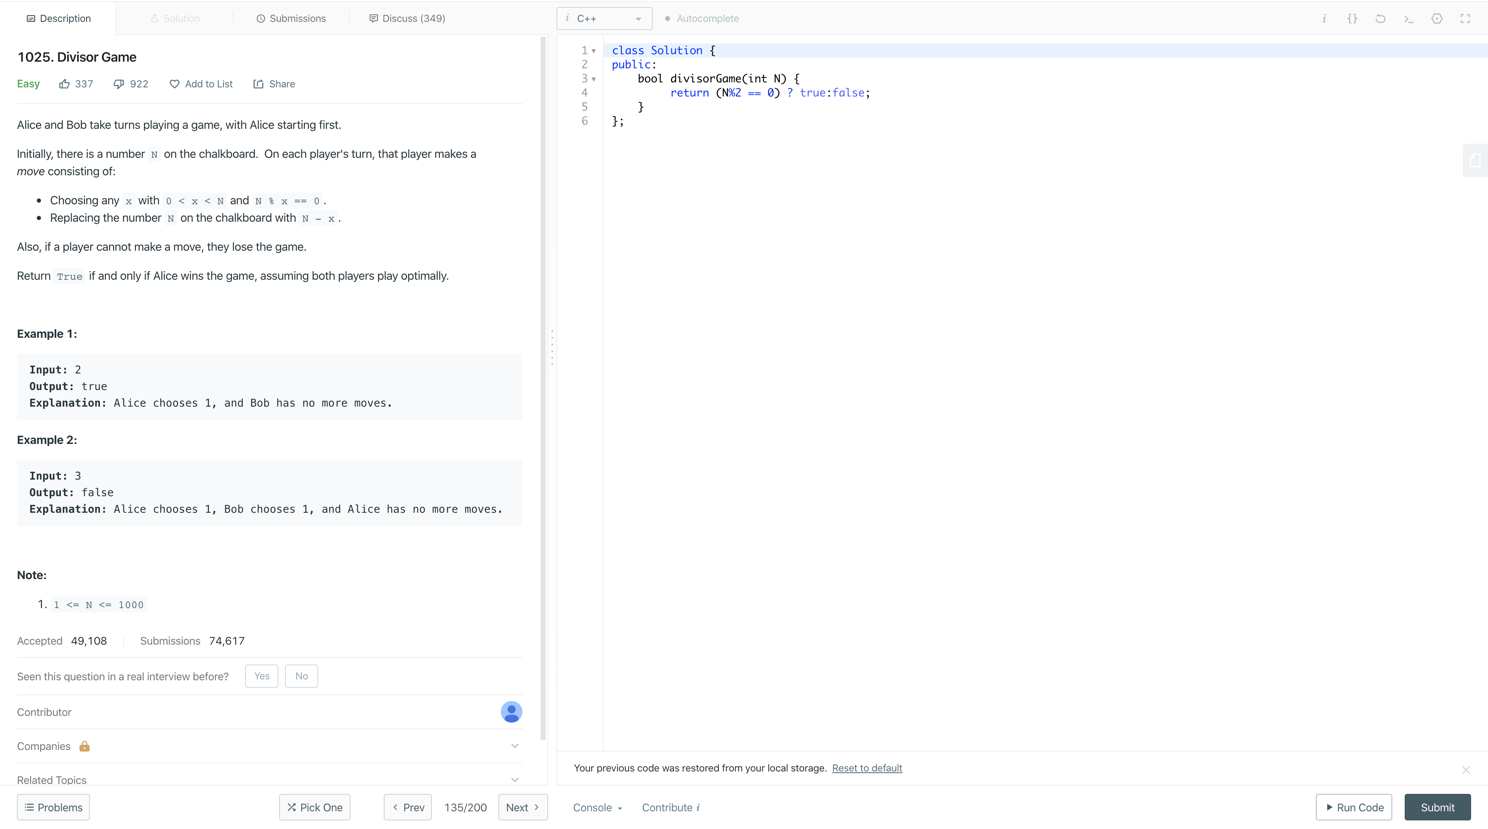 Description
Solution
Submissions
Discuss (349)
i C++
Autocomplete
i {} >_
1025. Divisor Game
Easy 337 922 Add to List Share
Alice and Bob take turns playing a game, with Alice starting first.
Initially, there is a number N on the chalkboard.  On each player's turn, that player makes a
move consisting of:
• Choosing any x with 0 < x < N and N % x == 0 .
• Replacing the number N on the chalkboard with N - x .
Also, if a player cannot make a move, they lose the game.
Return True if and only if Alice wins the game, assuming both players play optimally.
Example 1:
Input: 2
Output: true
Explanation: Alice chooses 1, and Bob has no more moves.
Example 2:
Input: 3
Output: false
Explanation: Alice chooses 1, Bob chooses 1, and Alice has no more moves.
Note:
1. 1 <= N <= 1000
Accepted 49,108 Submissions 74,617
Seen this question in a real interview before? Yes No
Contributor
Companies
Related Topics
Problems
Pick One
Prev
135/200
Next
1 class Solution {
2 public:
3     bool divisorGame(int N) {
4          return (N%2 == 0) ? true:false;
5     }
6 };
Your previous code was restored from your local storage. Reset to default
Console
Contribute i
Run Code
Submit